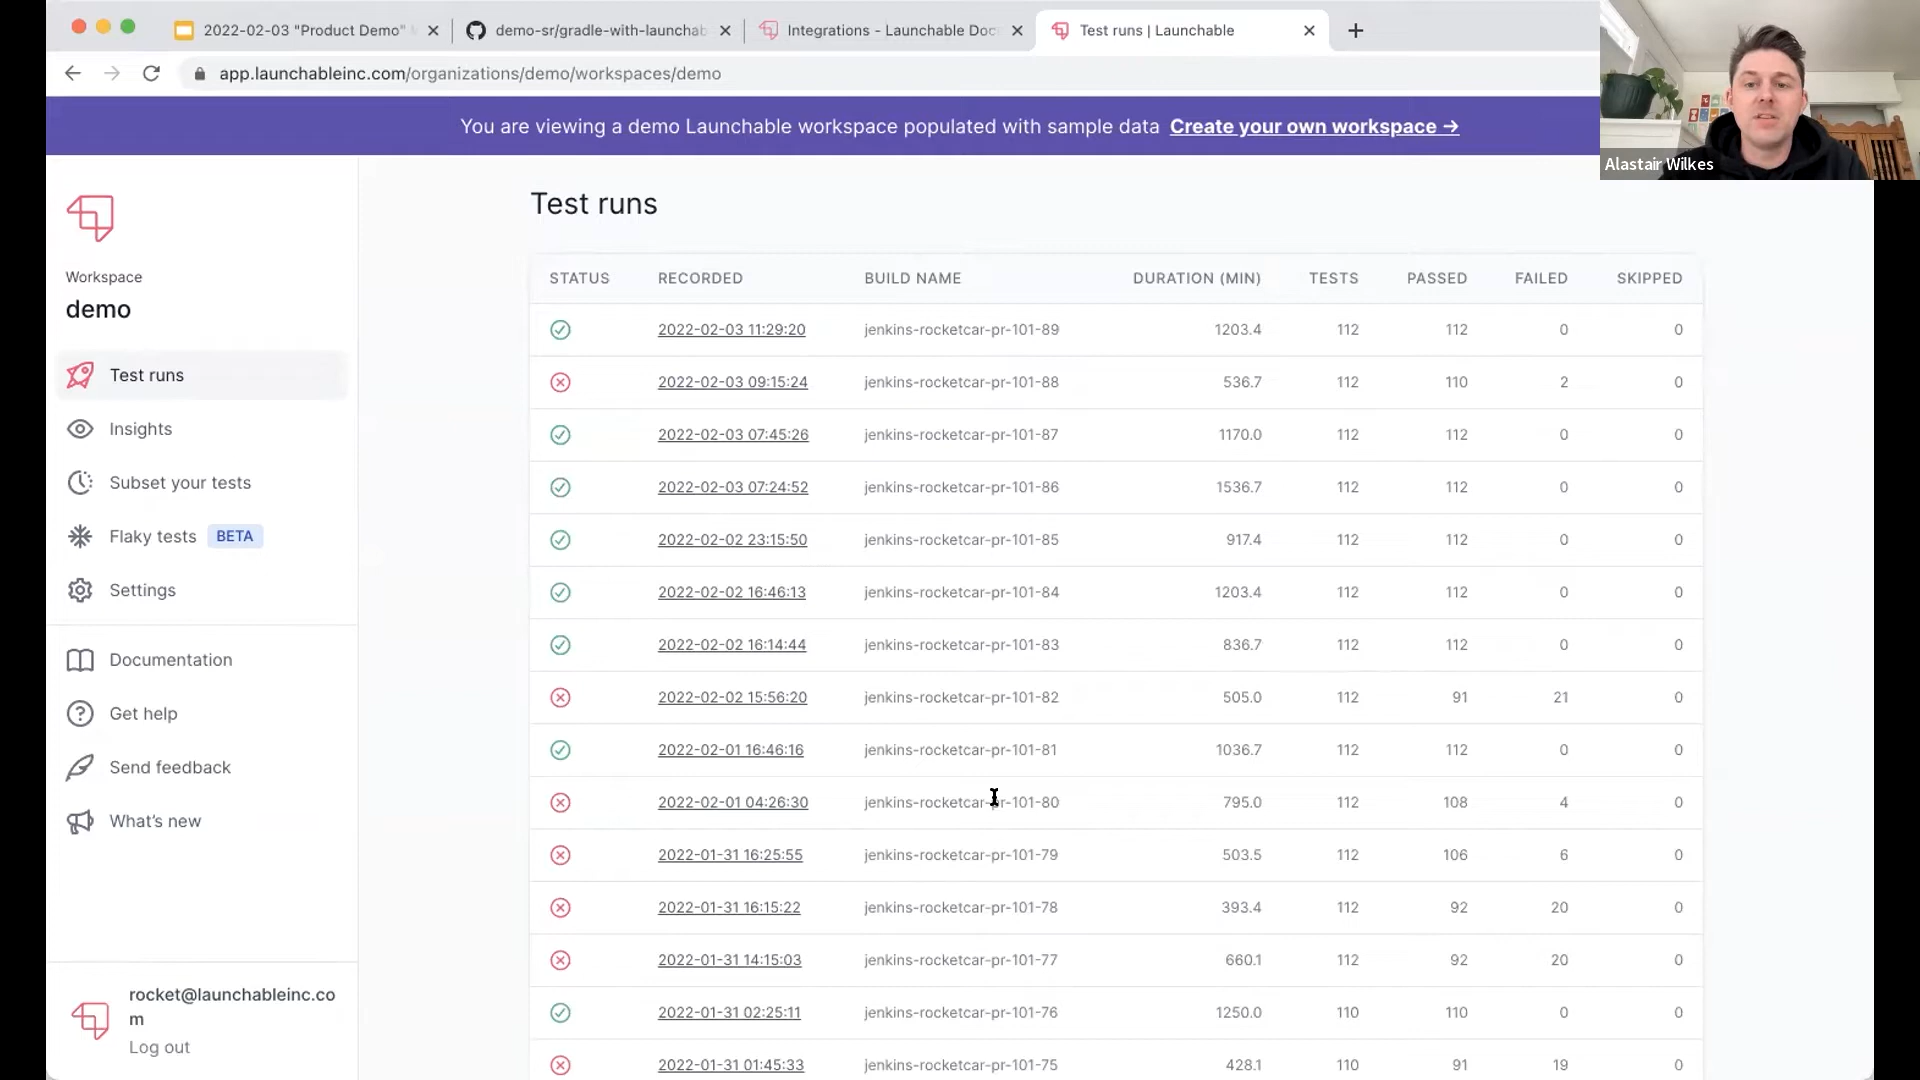 2022-02-03 "Product Demo"
demo-sr/gradle-with-launchab
Integrations - Launchable Doc
Test runs | Launchable
app.launchableinc.com/organizations/demo/workspaces/demo
You are viewing a demo Launchable workspace populated with sample data Create your own workspace →
Alastair Wilkes
Workspace
demo
Test runs
Insights
Subset your tests
Flaky tests BETA
Settings
Documentation
Get help
Send feedback
What's new
rocket@launchableinc.co
m
Log out
Test runs
STATUS RECORDED BUILD NAME DURATION (MIN) TESTS PASSED FAILED SKIPPED
2022-02-03 11:29:20 jenkins-rocketcar-pr-101-89 1203.4 112 112 0 0
2022-02-03 09:15:24 jenkins-rocketcar-pr-101-88 536.7 112 110 2 0
2022-02-03 07:45:26 jenkins-rocketcar-pr-101-87 1170.0 112 112 0 0
2022-02-03 07:24:52 jenkins-rocketcar-pr-101-86 1536.7 112 112 0 0
2022-02-02 23:15:50 jenkins-rocketcar-pr-101-85 917.4 112 112 0 0
2022-02-02 16:46:13 jenkins-rocketcar-pr-101-84 1203.4 112 112 0 0
2022-02-02 16:14:44 jenkins-rocketcar-pr-101-83 836.7 112 112 0 0
2022-02-02 15:56:20 jenkins-rocketcar-pr-101-82 505.0 112 91 21 0
2022-02-01 16:46:16 jenkins-rocketcar-pr-101-81 1036.7 112 112 0 0
2022-02-01 04:26:30 jenkins-rocketcar-pr-101-80 795.0 112 108 4 0
2022-01-31 16:25:55 jenkins-rocketcar-pr-101-79 503.5 112 106 6 0
2022-01-31 16:15:22 jenkins-rocketcar-pr-101-78 393.4 112 92 20 0
2022-01-31 14:15:03 jenkins-rocketcar-pr-101-77 660.1 112 92 20 0
2022-01-31 02:25:11 jenkins-rocketcar-pr-101-76 1250.0 110 110 0 0
2022-01-31 01:45:33 jenkins-rocketcar-pr-101-75 428.1 110 91 19 0